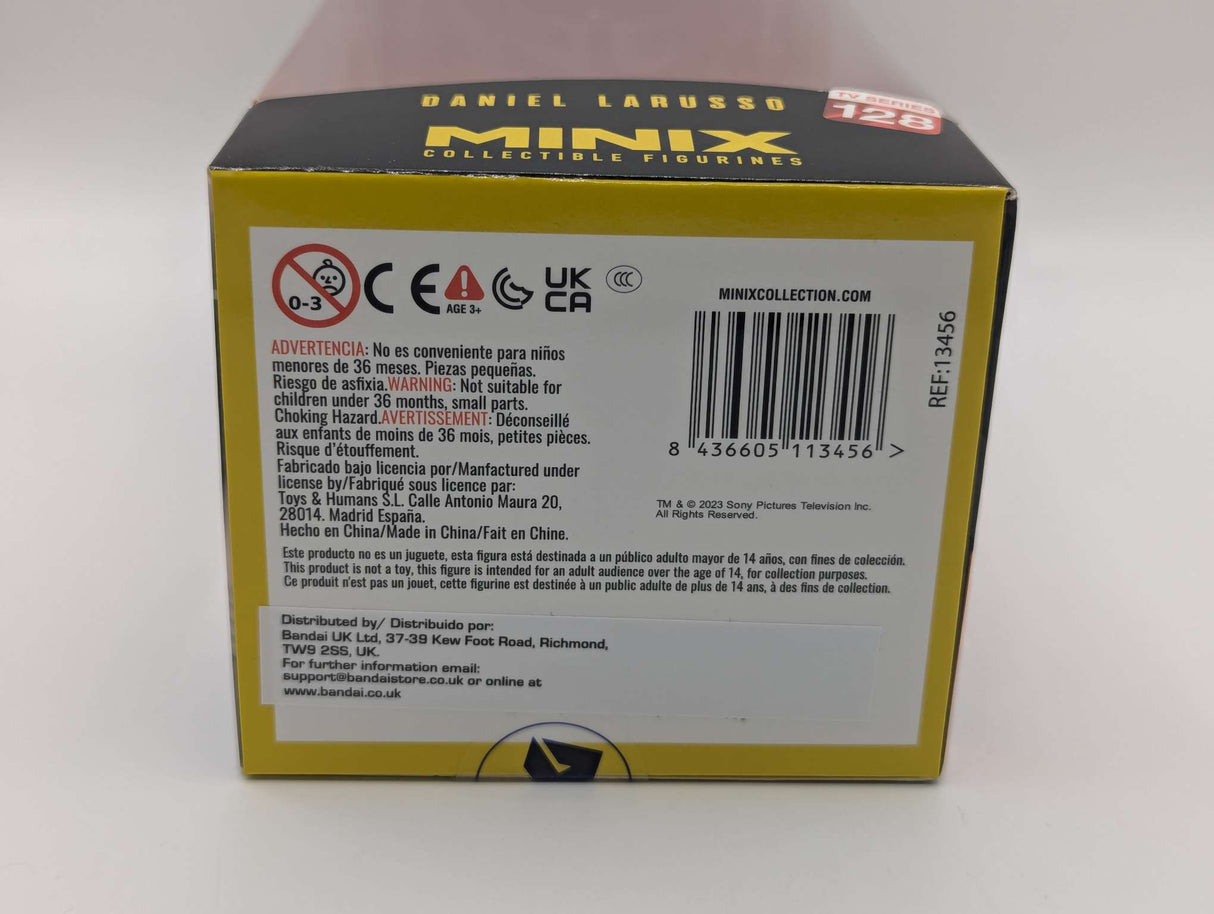 DANIEL LARUSSO
MINIX
COLLECTIBLE FIGURINES
TV SERIES
128
0-3
CE
AGE 3+
UK
CA
CCC
ADVERTENCIA: No es conveniente para niños
menores de 36 meses. Piezas pequeñas.
Riesgo de asfixia.WARNING: Not suitable for
children under 36 months, small parts.
Choking Hazard.AVERTISSEMENT: Déconseillé
aux enfants de moins de 36 mois, petites pièces.
Risque d'étouffement.
Fabricado bajo licencia por/Manfactured under
license by/Fabriqué sous licence par:
Toys & Humans S.L. Calle Antonio Maura 20,
28014. Madrid España.
Hecho en China/Made in China/Fait en Chine.
MINIXCOLLECTION.COM
8 436605 113456 >
REF:13456
TM & © 2023 Sony Pictures Television Inc.
All Rights Reserved.
Este producto no es un juguete, esta figura está destinada a un público adulto mayor de 14 años, con fines de colección.
This product is not a toy, this figure is intended for an adult audience over the age of 14, for collection purposes.
Ce produit n'est pas un jouet, cette figurine est destinée à un public adulte de plus de 14 ans, à des fins de collection.
Distributed by/ Distribuido por:
Bandai UK Ltd, 37-39 Kew Foot Road, Richmond,
TW9 2SS, UK.
For further information email:
support@bandaistore.co.uk or online at
www.bandai.co.uk